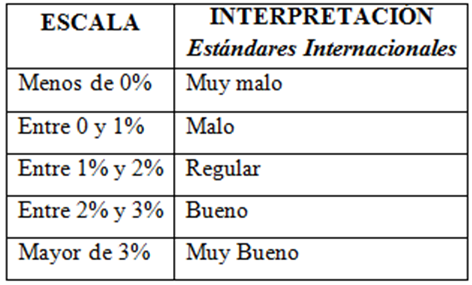 ESCALA INTERPRETACIÓN
Estándares Internacionales
Menos de 0% Muy malo
Entre 0 y 1% Malo
Entre 1% y 2% Regular
Entre 2% y 3% Bueno
Mayor de 3% Muy Bueno